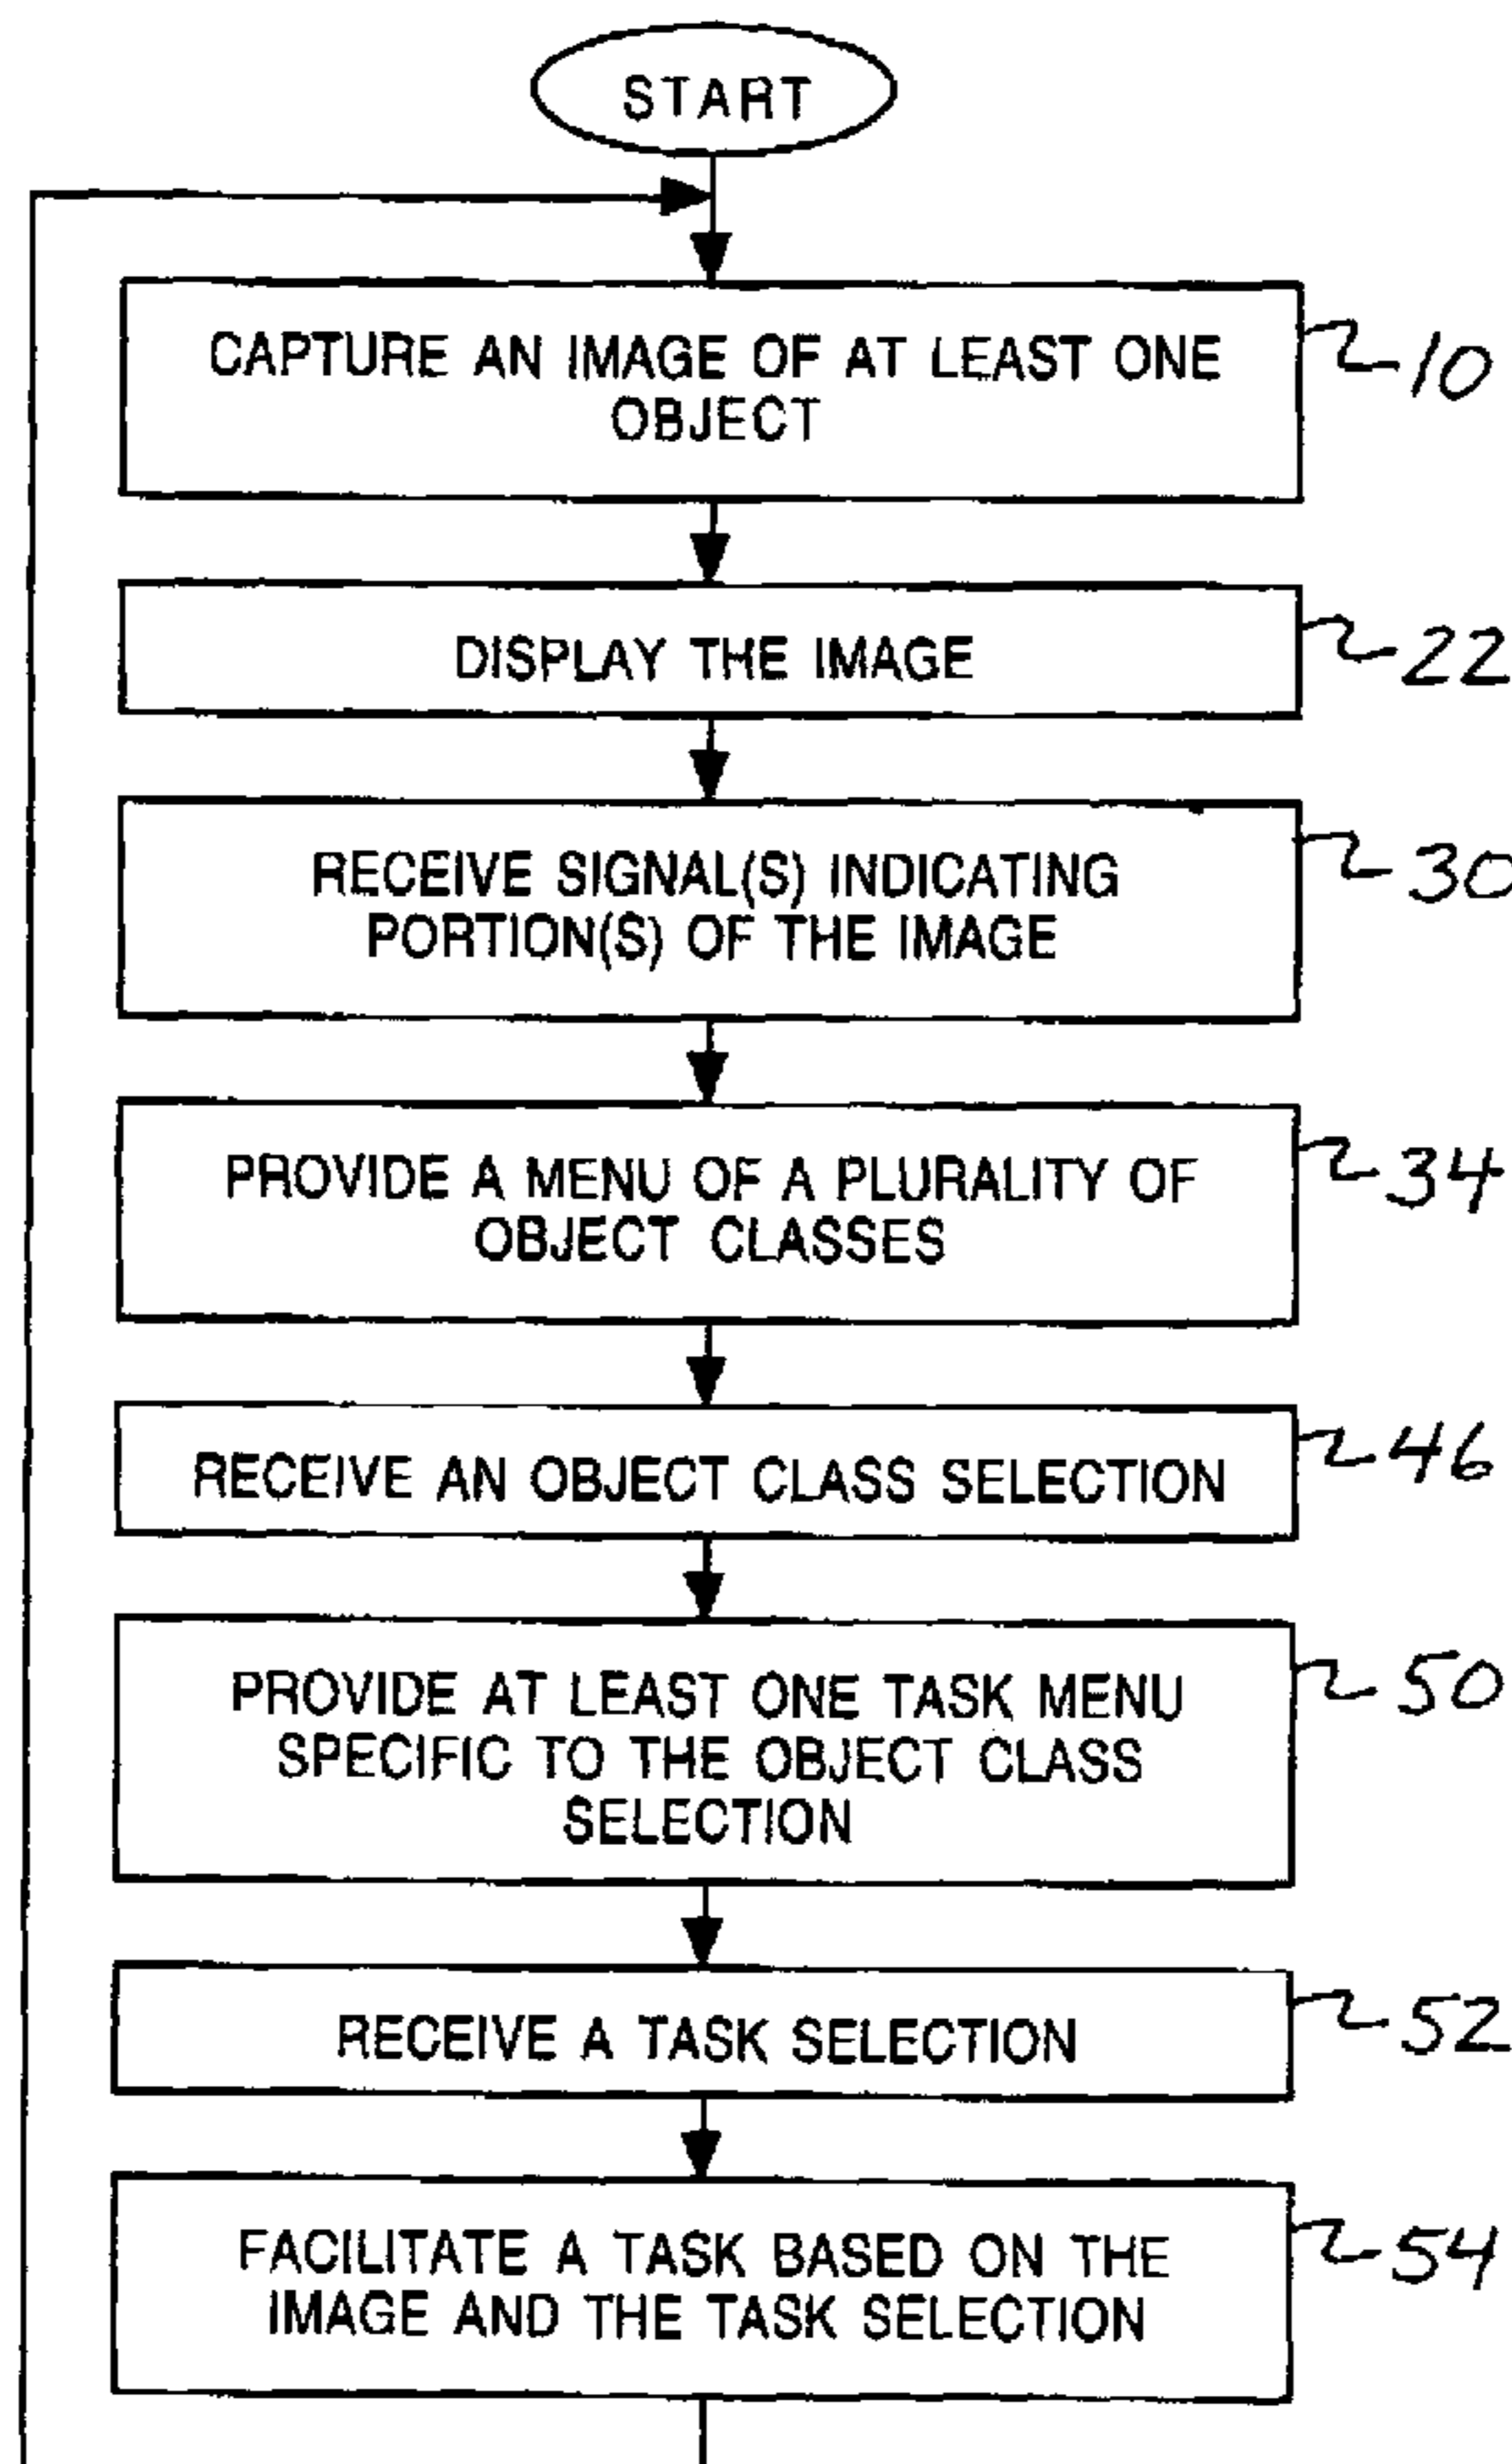 START
CAPTURE AN IMAGE OF AT LEAST ONE
OBJECT
10
DISPLAY THE IMAGE
22
RECEIVE SIGNAL(S) INDICATING
PORTION(S) OF THE IMAGE
30
PROVIDE A MENU OF A PLURALITY OF
OBJECT CLASSES
34
RECEIVE AN OBJECT CLASS SELECTION
46
PROVIDE AT LEAST ONE TASK MENU
SPECIFIC TO THE OBJECT CLASS
SELECTION
50
RECEIVE A TASK SELECTION
52
FACILITATE A TASK BASED ON THE
IMAGE AND THE TASK SELECTION
54